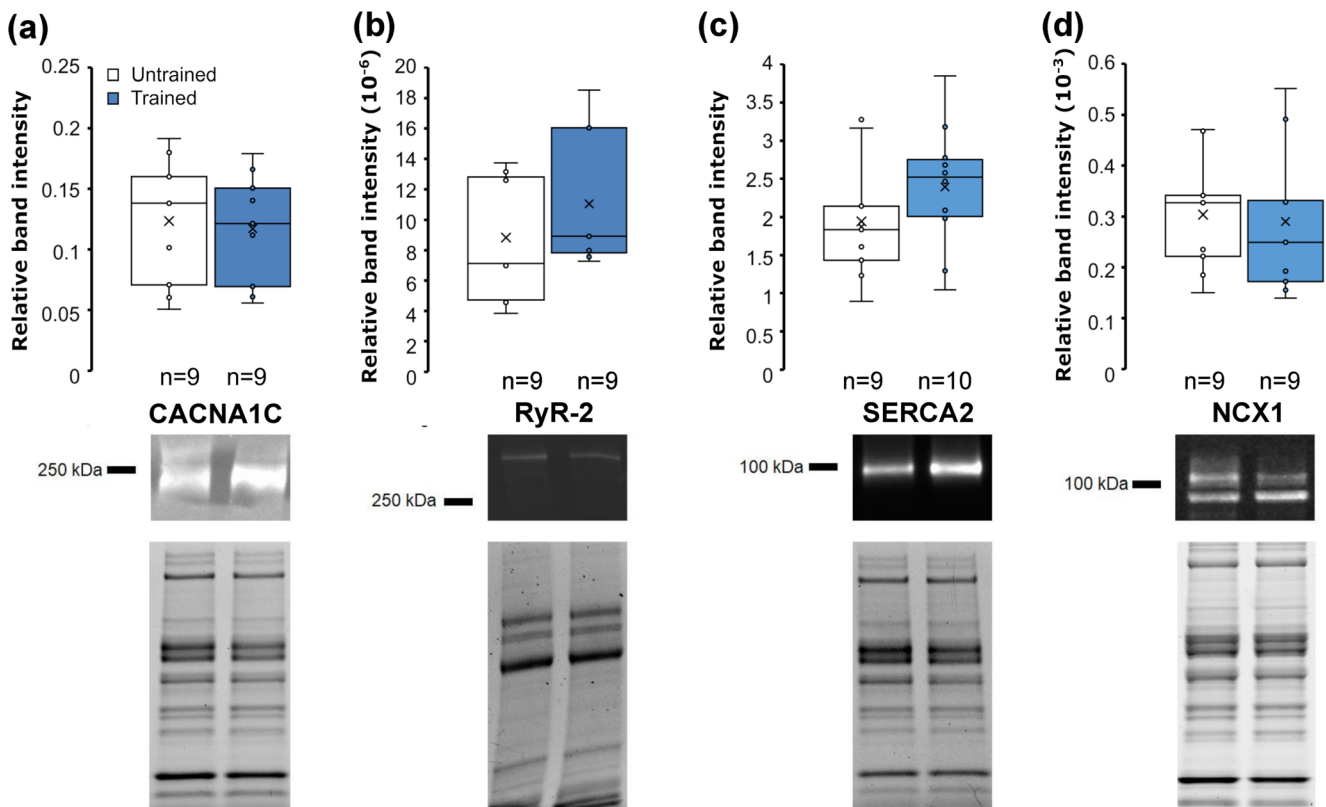 (a)
Relative band intensity
0.25
0.2
0.15
0.1
0.05
0
Untrained
Trained
n=9
n=9
CACNA1C
250 kDa
(b)
Relative band intensity (10-6)
20
18
16
14
12
10
8
6
4
2
0
n=9
n=9
RyR-2
250 kDa
(c)
Relative band intensity
4
3.5
3
2.5
2
1.5
1
0.5
0
n=9
n=10
SERCA2
100 kDa
(d)
Relative band intensity (10-3)
0.6
0.5
0.4
0.3
0.2
0.1
0
n=9
n=9
NCX1
100 kDa